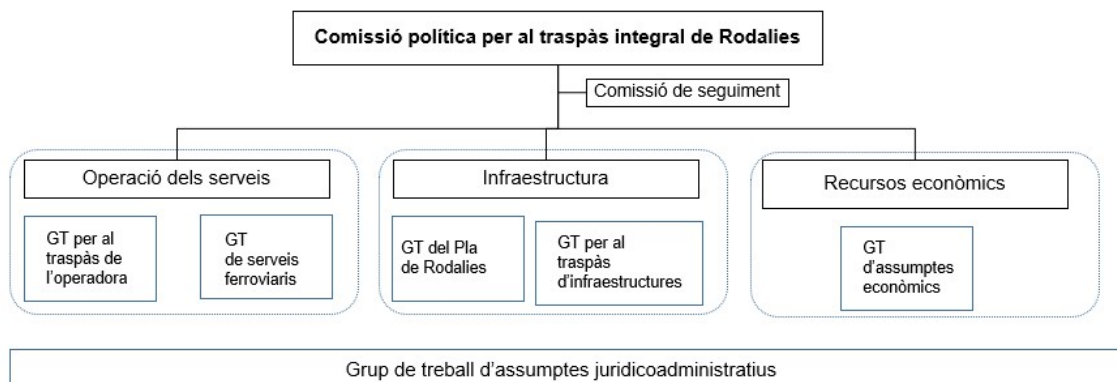 Comissió política per al traspàs integral de Rodalies
Comissió de seguiment
Operació dels serveis
GT per al
traspàs de
l’operadora
GT
de serveis
ferroviaris
Infraestructura
GT del Pla
de Rodalies
GT per al
traspàs
d’infraestructures
Recursos econòmics
GT
d’assumptes
econòmics
Grup de treball d’assumptes juridicoadministratius